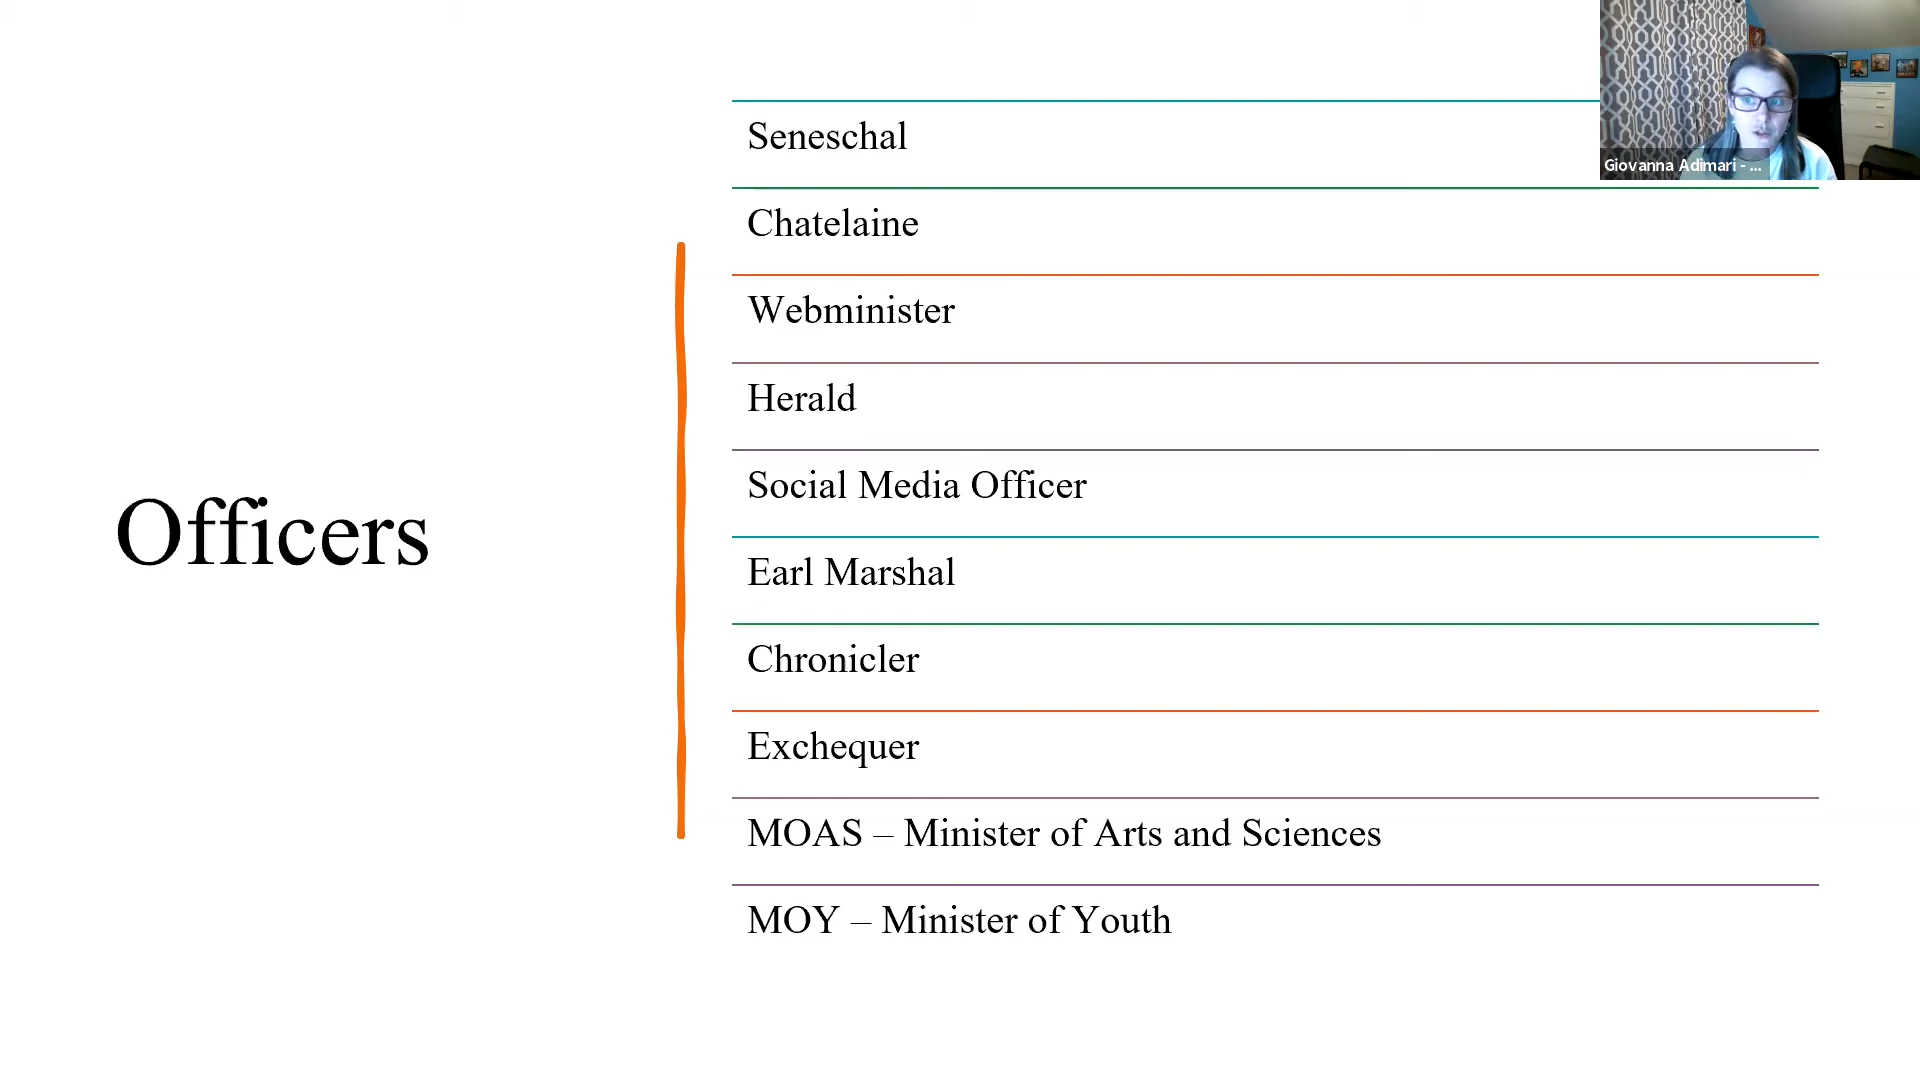 Officers
Seneschal
Chatelaine
Webminister
Herald
Social Media Officer
Earl Marshal
Chronicler
Exchequer
MOAS – Minister of Arts and Sciences
MOY – Minister of Youth
Giovanna Adimari - ...